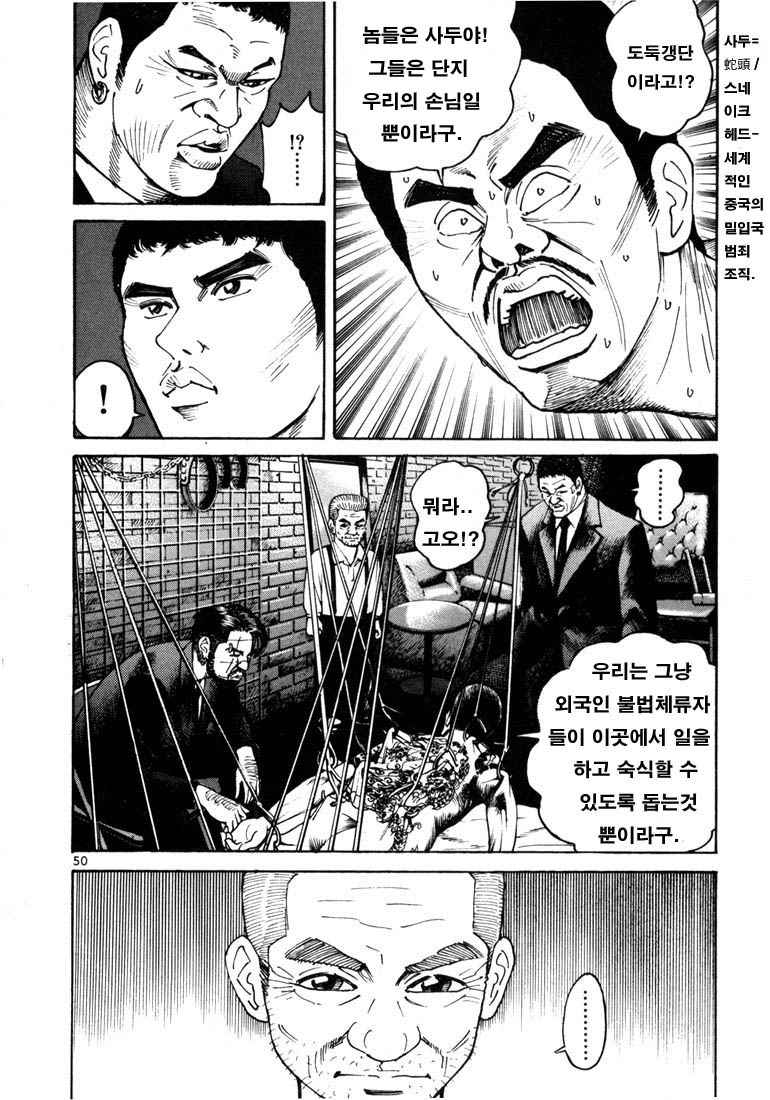 도둑갱단
이라고!?
놈들은 사두야!
그들은 단지
우리의 손님일
뿐이라구.
사두=
蛇頭 /
스네
이크
헤드-
세계
적인
중국의
밀입국
범죄
조직.
!?
………
!
………
뭐라..
고오!?
우리는 그냥
외국인 불법체류자
들이 이곳에서 일을
하고 숙식할 수
있도록 돕는것
뿐이라구.
50
…………